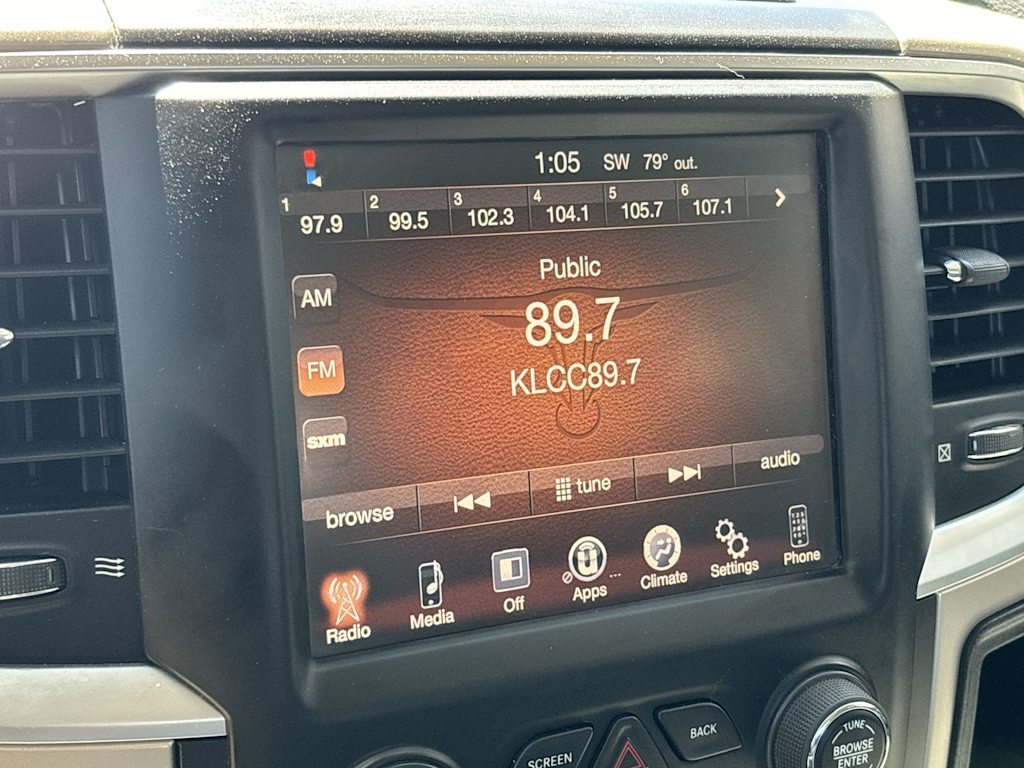 1:05 SW 79° out.
1 2 3 4 5 6
97.9 99.5 102.3 104.1 105.7 107.1
Public
AM
89.7
FM
KLCC89.7
sxm
browse tune audio
Radio Media Off Apps Climate Settings Phone
SCREEN BACK
TUNE
BROWSE
ENTER